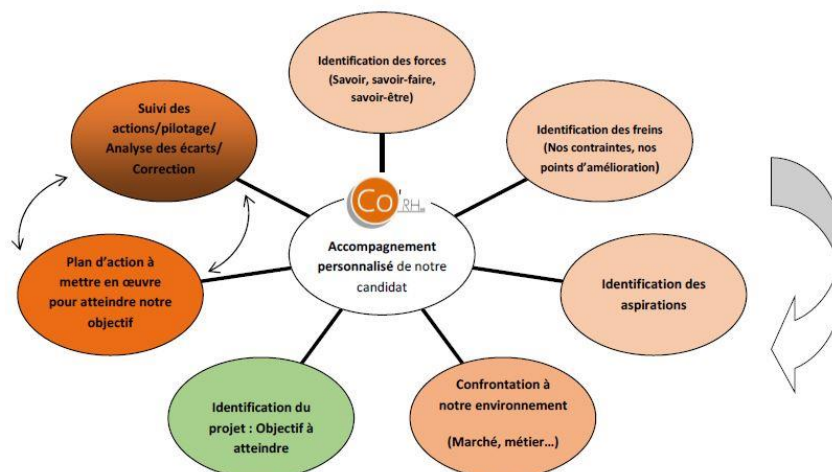 Identification des forces
(Savoir, savoir-faire,
savoir-être)
Identification des freins
(Nos contraintes, nos
points d'amélioration)
Identification des
aspirations
Confrontation à
notre environnement
(Marché, métier…)
Identification du
projet : Objectif à
atteindre
Plan d'action à
mettre en œuvre
pour atteindre notre
objectif
Suivi des
actions/pilotage/
Analyse des écarts/
Correction
Co'RH
Accompagnement
personnalisé de notre
candidat